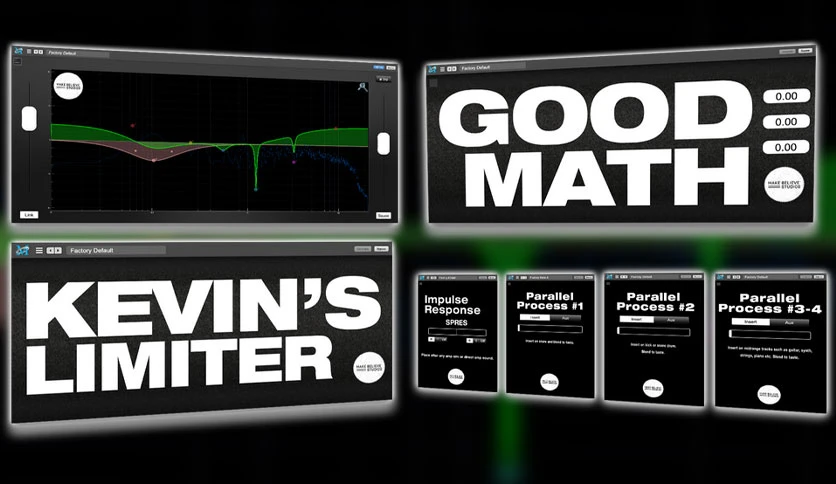 Factory Default
MAKE BELIEVE
STUDIOS
Link
Factory Default
GOOD
MATH
0.00
0.00
0.00
MAKE BELIEVE
STUDIOS
Factory Default
KEVIN'S
LIMITER
MAKE BELIEVE
STUDIOS
Impulse
Response
SPRES
Place after any amp sim or direct amp sound.
Parallel
Process #1
Insert
Aux
Insert on snare and blend to taste.
Parallel
Process #2
Insert
Aux
Insert on kick or snare drum.
Blend to taste.
Parallel
Process #3-4
Insert
Aux
Insert on midrange tracks such as guitar, synth,
strings, piano etc. Blend to taste.